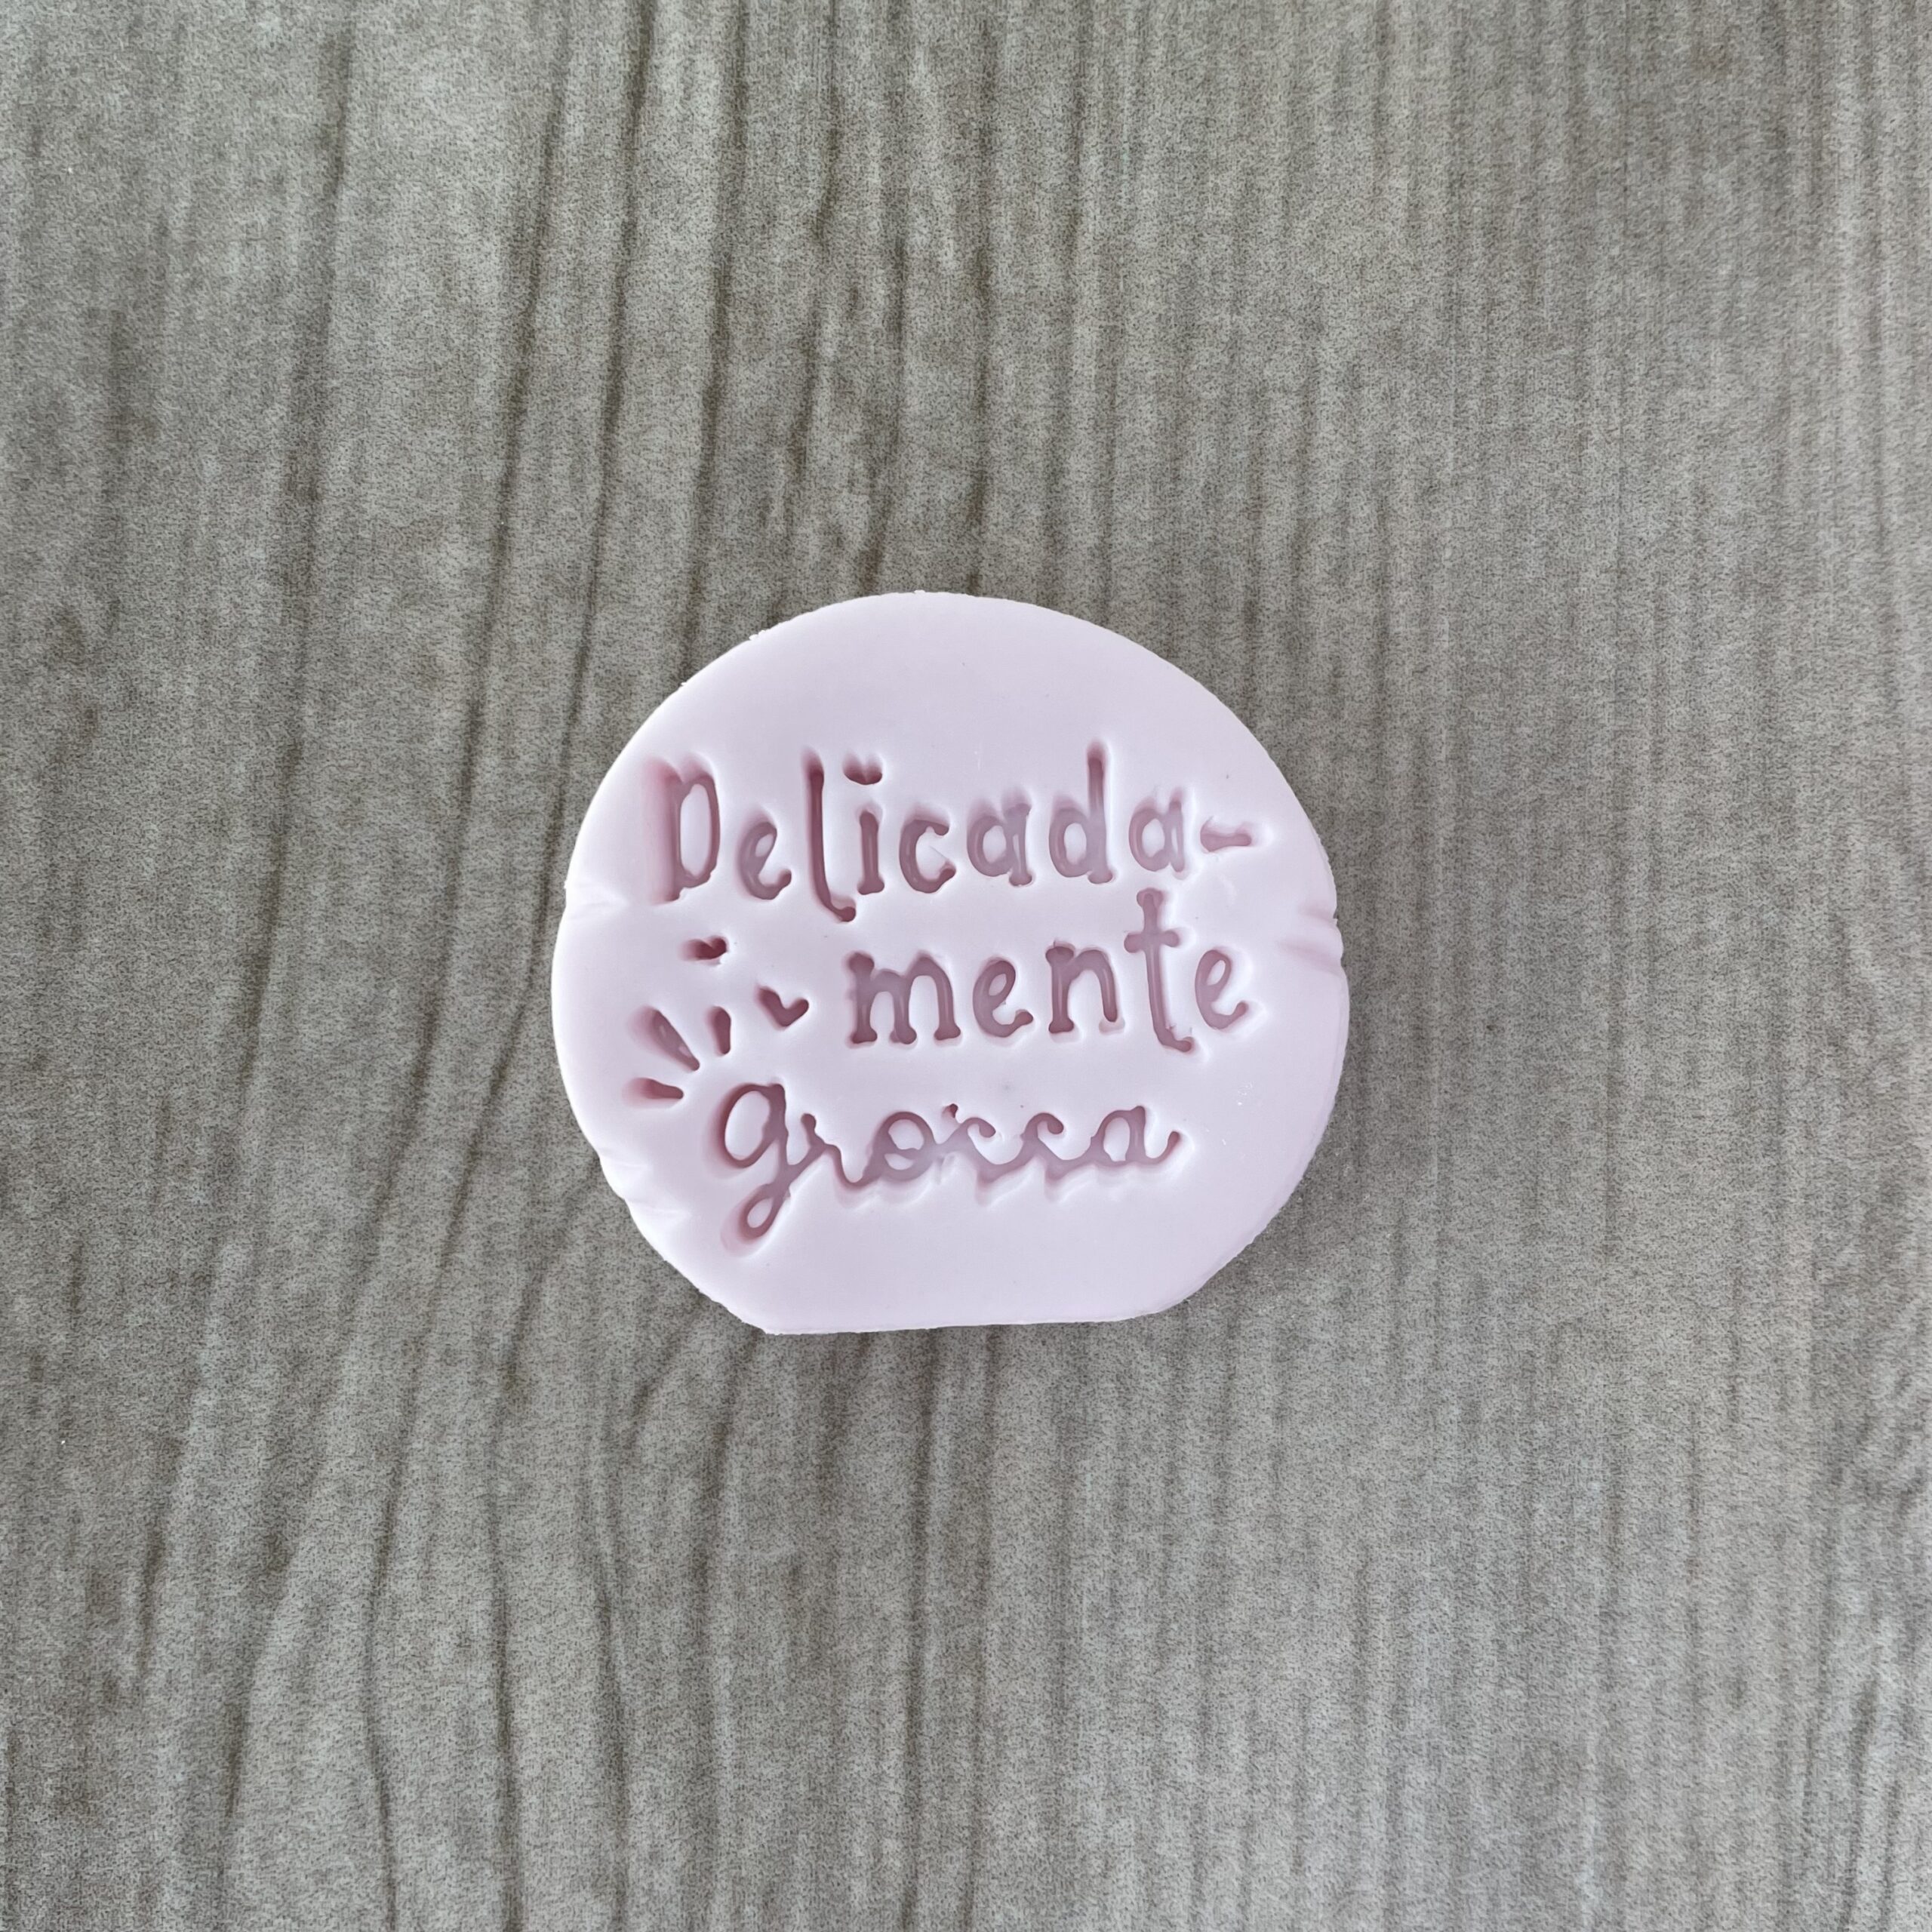 Delicada-
mente
grossa